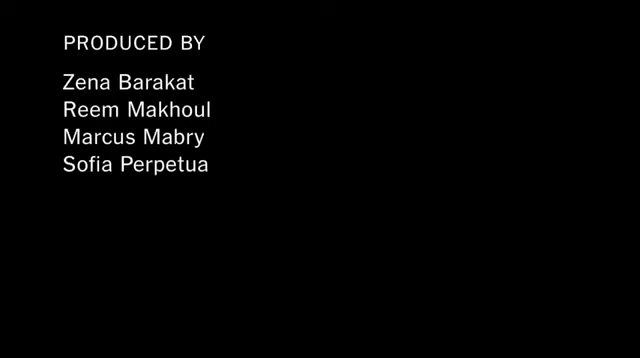 PRODUCED BY
Zena Barakat
Reem Makhoul
Marcus Mabry
Sofia Perpetua